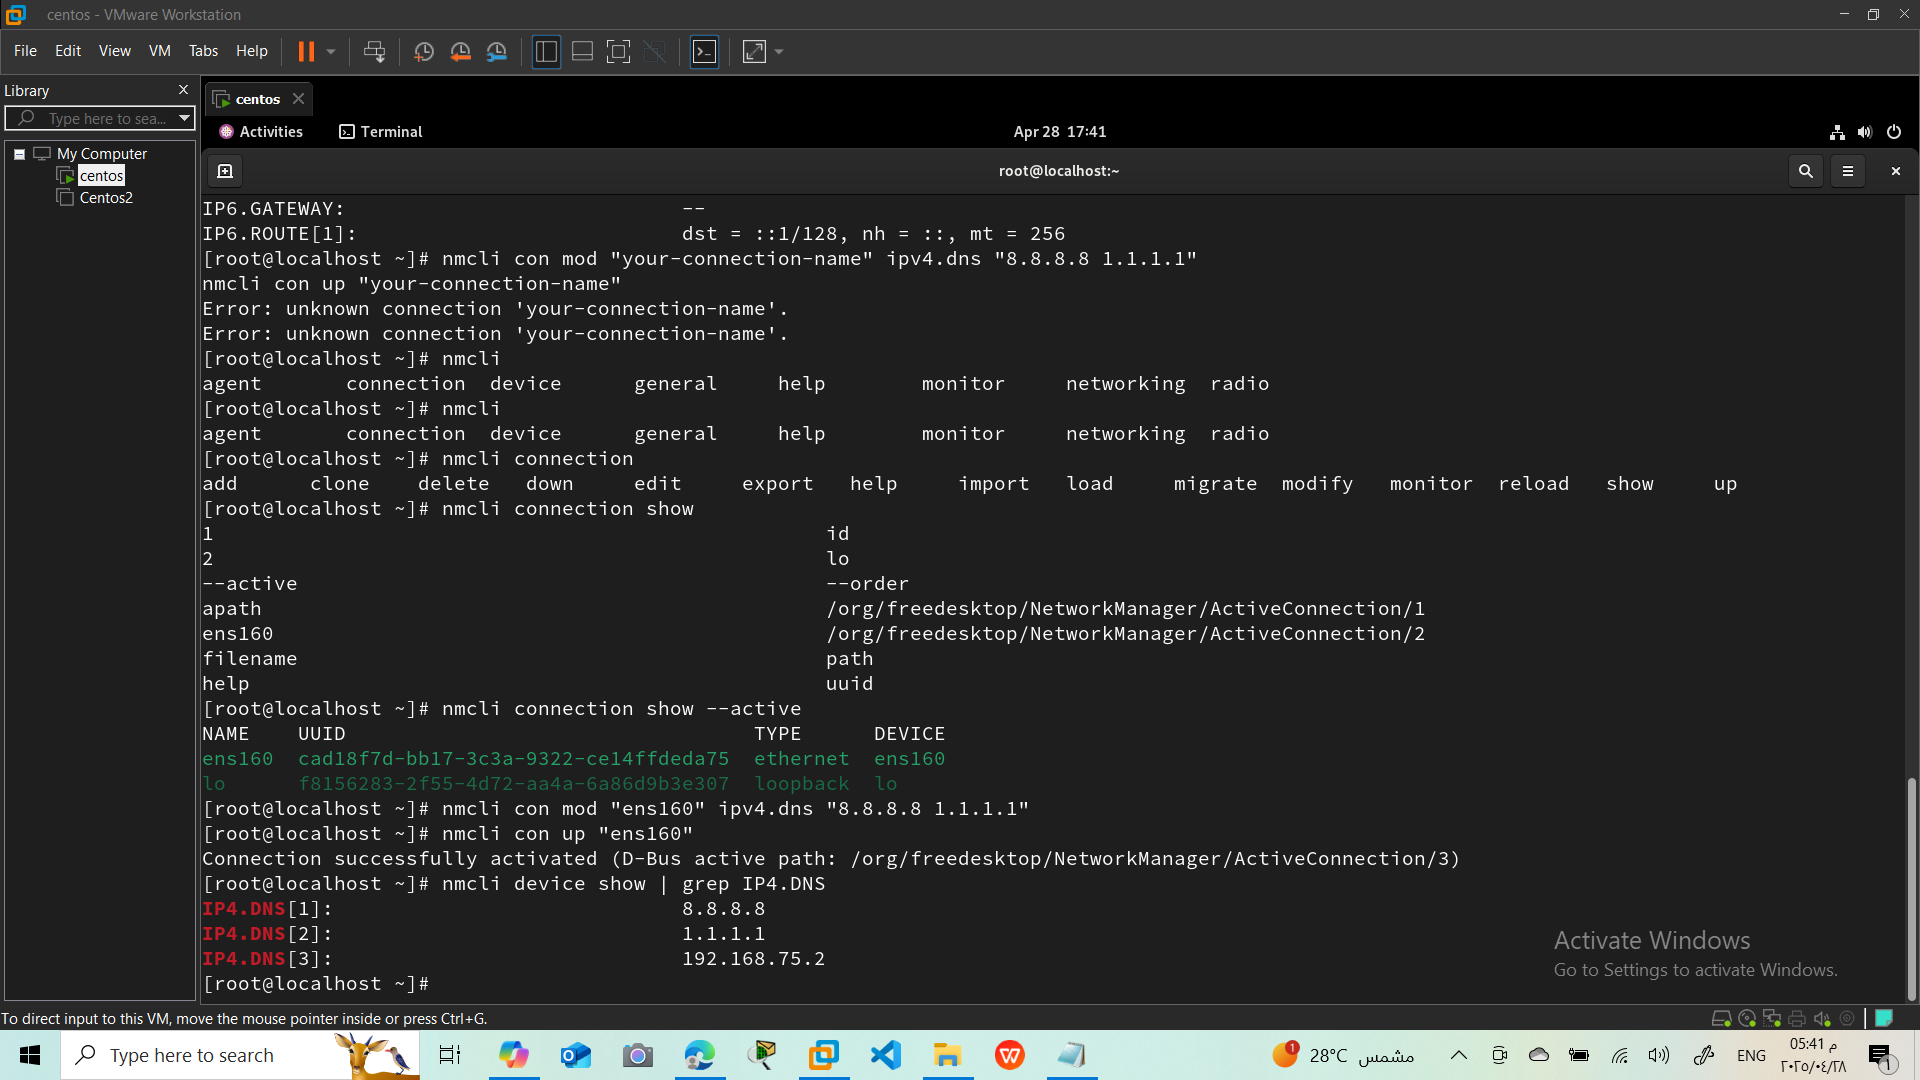 centos - VMware Workstation
File Edit View VM Tabs Help
Library
Type here to sea...
My Computer
centos
Centos2
centos
Activities Terminal Apr 28 17:41
root@localhost:~
IP6.GATEWAY: --
IP6.ROUTE[1]: dst = ::1/128, nh = ::, mt = 256
[root@localhost ~]# nmcli con mod "your-connection-name" ipv4.dns "8.8.8.8 1.1.1.1"
nmcli con up "your-connection-name"
Error: unknown connection 'your-connection-name'.
Error: unknown connection 'your-connection-name'.
[root@localhost ~]# nmcli
agent connection device general help monitor networking radio
[root@localhost ~]# nmcli
agent connection device general help monitor networking radio
[root@localhost ~]# nmcli connection
add clone delete down edit export help import load migrate modify monitor reload show up
[root@localhost ~]# nmcli connection show
1 id
2 lo
--active --order
apath /org/freedesktop/NetworkManager/ActiveConnection/1
ens160 /org/freedesktop/NetworkManager/ActiveConnection/2
filename path
help uuid
[root@localhost ~]# nmcli connection show --active
NAME UUID TYPE DEVICE
ens160 cad18f7d-bb17-3c3a-9322-ce14ffdeda75 ethernet ens160
lo f8156283-2f55-4d72-aa4a-6a86d9b3e307 loopback lo
[root@localhost ~]# nmcli con mod "ens160" ipv4.dns "8.8.8.8 1.1.1.1"
[root@localhost ~]# nmcli con up "ens160"
Connection successfully activated (D-Bus active path: /org/freedesktop/NetworkManager/ActiveConnection/3)
[root@localhost ~]# nmcli device show | grep IP4.DNS
IP4.DNS[1]: 8.8.8.8
IP4.DNS[2]: 1.1.1.1
IP4.DNS[3]: 192.168.75.2
[root@localhost ~]#
Activate Windows
Go to Settings to activate Windows.
To direct input to this VM, move the mouse pointer inside or press Ctrl+G.
Type here to search
1
28°C مشمس
ENG
05:41 م
٢٠٢٥/٠٤/٢٨
1